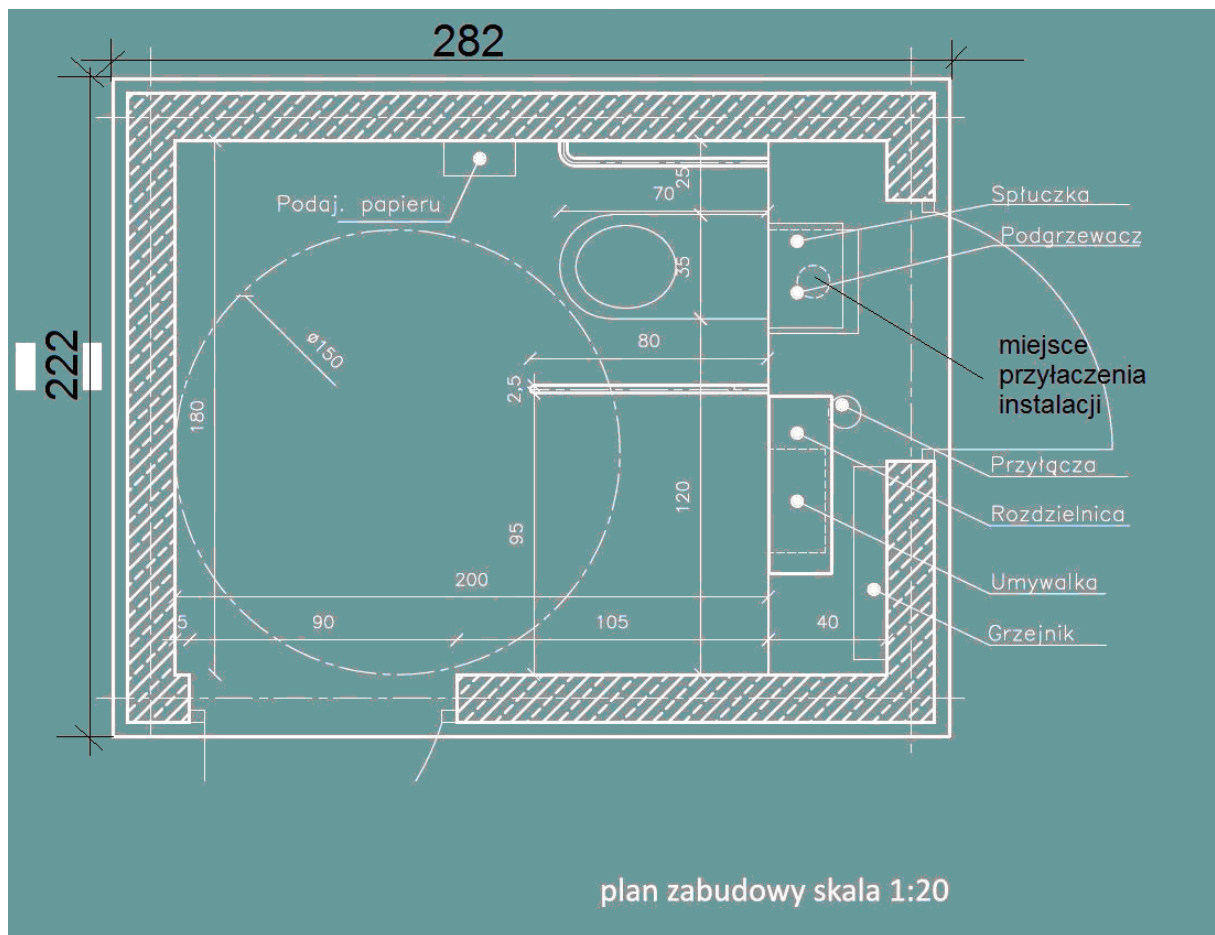 282
Podaj. papieru
25
70
Spłuczka
Podgrzewacz
35
ø150
80
miejsce
przyłaczenia
instalacji
222
2,5
180
Przyłącza
120
95
Rozdzielnica
200
Umywalka
5
90
105
40
Grzejnik
plan zabudowy skala 1:20